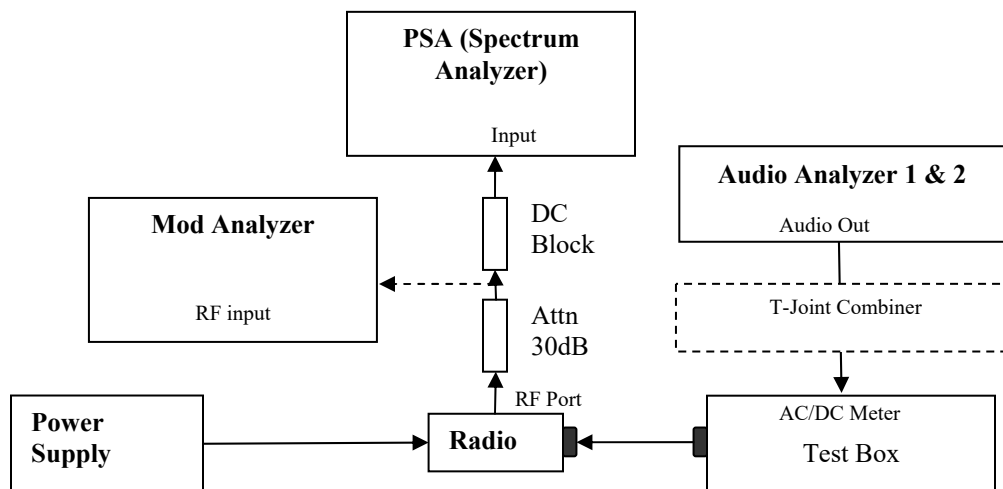 PSA (Spectrum
Analyzer)
Input
Audio Analyzer 1 & 2
Audio Out
Mod Analyzer
RF input
DC
Block
T-Joint Combiner
Attn
30dB
RF Port
Power
Supply
Radio
AC/DC Meter
Test Box